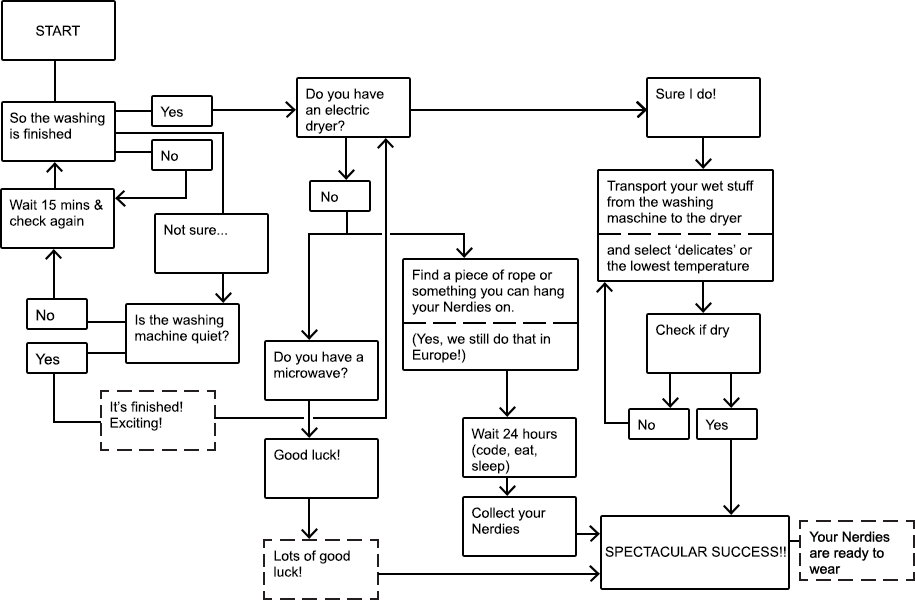 START
So the washing
is finished
Yes
No
Wait 15 mins &
check again
Not sure...
No
Is the washing
machine quiet?
Yes
It's finished!
Exciting!
Do you have
an electric
dryer?
No
Do you have a
microwave?
Good luck!
Lots of good
luck!
Find a piece of rope or
something you can hang
your Nerdies on.
(Yes, we still do that in
Europe!)
Wait 24 hours
(code, eat,
sleep)
Collect your
Nerdies
Sure I do!
Transport your wet stuff
from the washing
maschine to the dryer
and select ‘delicates’ or
the lowest temperature
Check if dry
No
Yes
SPECTACULAR SUCCESS!!
Your Nerdies
are ready to
wear